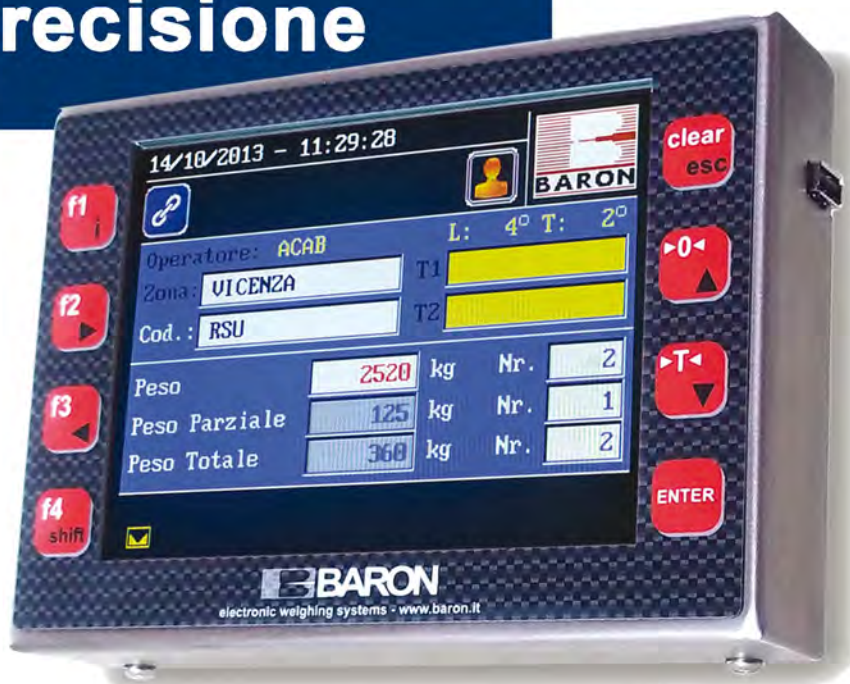 recisione
14/10/2013 - 11:29:28
BARON
Operatore: ACAB
L: 4° T: 2°
Zona: VICENZA
T1
Cod.: RSU
T2
Peso 2520 kg Nr. 2
Peso Parziale 125 kg Nr. 1
Peso Totale 360 kg Nr. 2
f1
i
f2
f3
f4
shift
clear
esc
▶0◀
▶T◀
ENTER
BARON
electronic weighing systems - www.baron.it